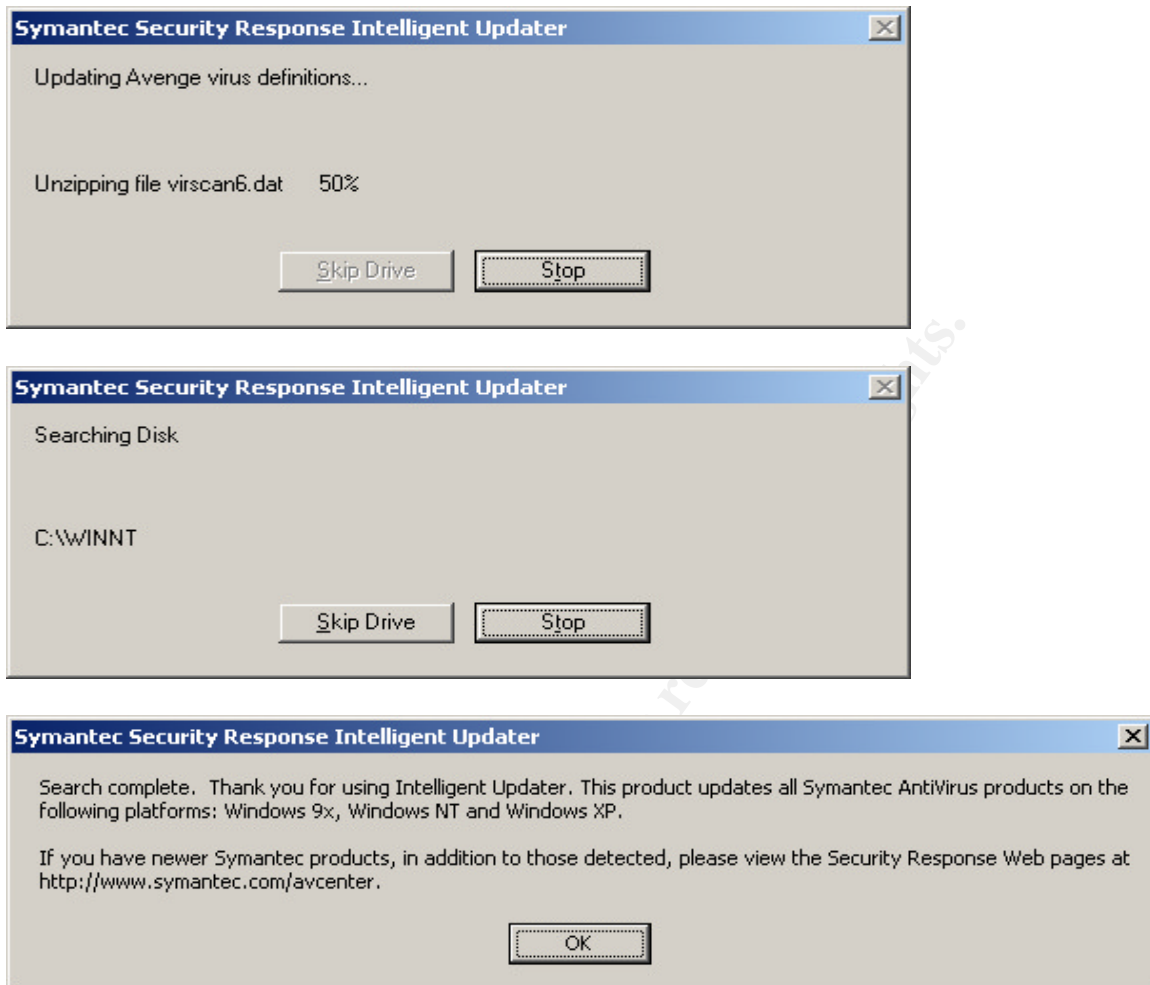 Symantec Security Response Intelligent Updater
Updating Avenge virus definitions...
Unzipping file virscan6.dat 50%
Skip Drive Stop
Symantec Security Response Intelligent Updater
Searching Disk
C:\WINNT
Skip Drive Stop
Symantec Security Response Intelligent Updater
Search complete. Thank you for using Intelligent Updater. This product updates all Symantec AntiVirus products on the
following platforms: Windows 9x, Windows NT and Windows XP.
If you have newer Symantec products, in addition to those detected, please view the Security Response Web pages at
http://www.symantec.com/avcenter.
OK